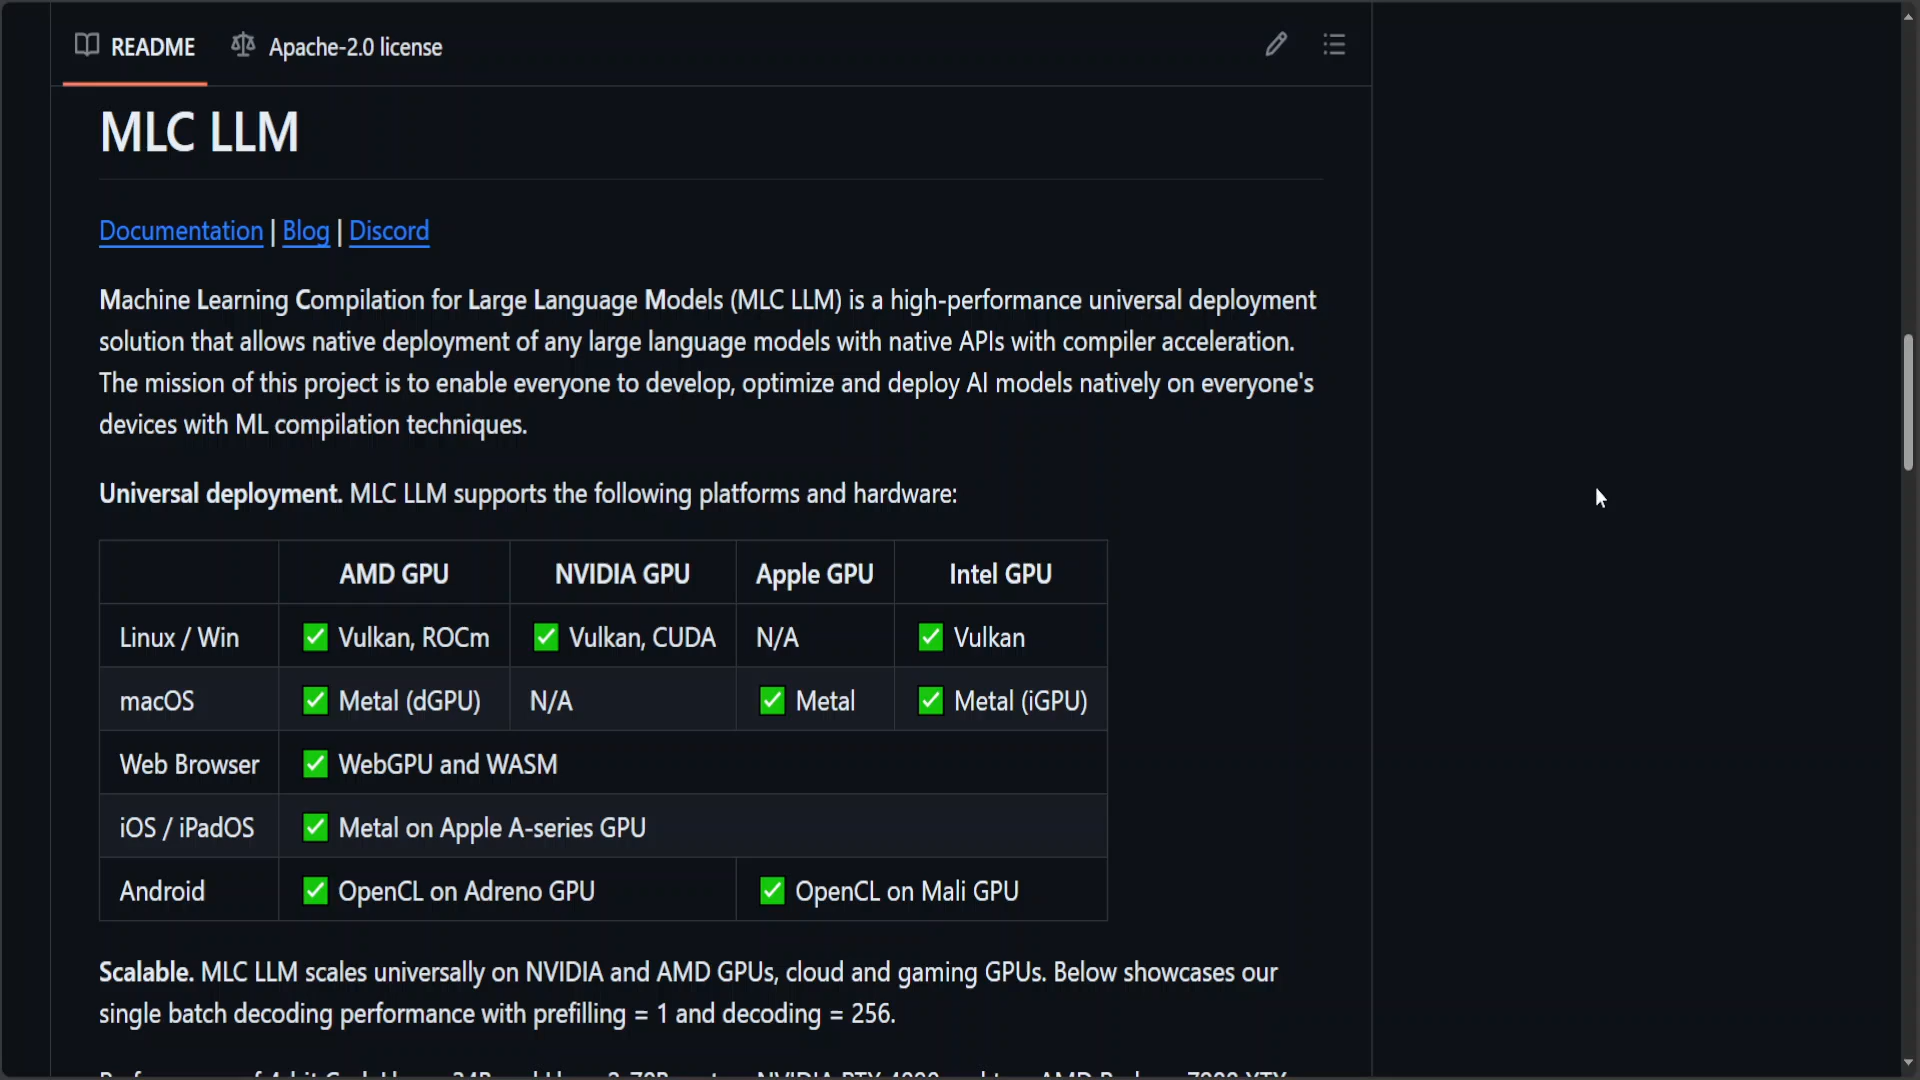 README Apache-2.0 license
MLC LLM
Documentation | Blog | Discord
Machine Learning Compilation for Large Language Models (MLC LLM) is a high-performance universal deployment
solution that allows native deployment of any large language models with native APIs with compiler acceleration.
The mission of this project is to enable everyone to develop, optimize and deploy AI models natively on everyone's
devices with ML compilation techniques.
Universal deployment. MLC LLM supports the following platforms and hardware:
AMD GPU NVIDIA GPU Apple GPU Intel GPU
Linux / Win ✅ Vulkan, ROCm ✅ Vulkan, CUDA N/A ✅ Vulkan
macOS ✅ Metal (dGPU) N/A ✅ Metal ✅ Metal (iGPU)
Web Browser ✅ WebGPU and WASM
iOS / iPadOS ✅ Metal on Apple A-series GPU
Android ✅ OpenCL on Adreno GPU ✅ OpenCL on Mali GPU
Scalable. MLC LLM scales universally on NVIDIA and AMD GPUs, cloud and gaming GPUs. Below showcases our
single batch decoding performance with prefilling = 1 and decoding = 256.